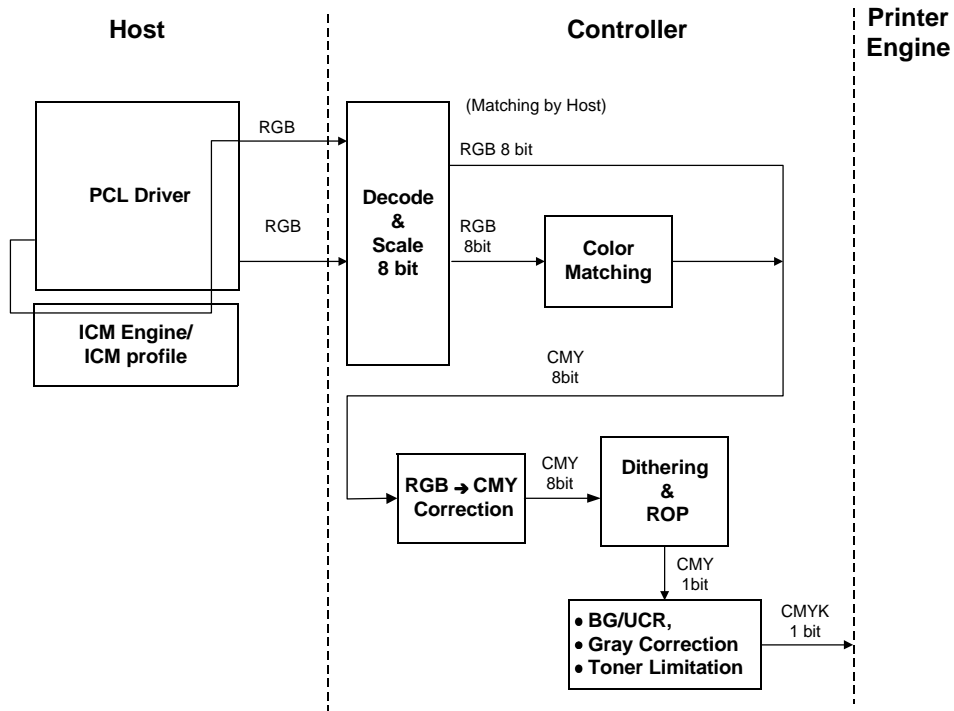 Host
Controller
Printer
Engine
RGB
(Matching by Host)
RGB 8 bit
PCL Driver
Decode
&
Scale
8 bit
RGB
RGB
8bit
Color
Matching
ICM Engine/
ICM profile
CMY
8bit
RGB → CMY
Correction
CMY
8bit
Dithering
&
ROP
CMY
1bit
• BG/UCR,
• Gray Correction
• Toner Limitation
CMYK
1 bit